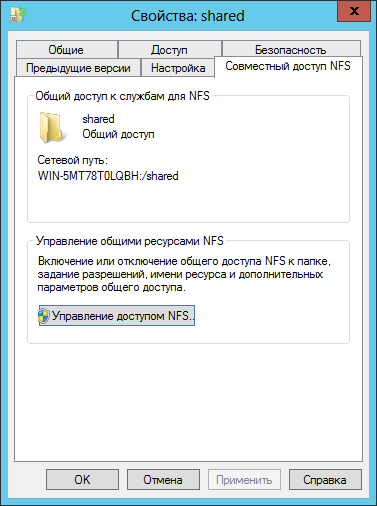 Свойства: shared
x
Общие
Доступ
Безопасность
Предыдущие версии
Настройка
Совместный доступ NFS
Общий доступ к службам для NFS
shared
Общий доступ
Сетевой путь:
WIN-5MT78T0LQBH:/shared
Управление общими ресурсами NFS
Включение или отключение общего доступа NFS к папке,
задание разрешений, имени ресурса и дополнительных
параметров общего доступа.
Управление доступом NFS..
OK
Отмена
Применить
Справка